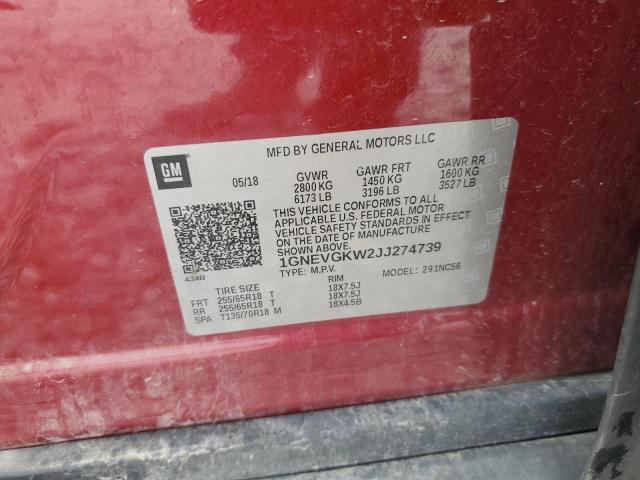 MFD BY GENERAL MOTORS LLC
GM
05/18 GVWR GAWR FRT GAWR RR
2800 KG 1450 KG 1600 KG
6173 LB 3196 LB 3527 LB
THIS VEHICLE CONFORMS TO ALL
APPLICABLE U.S. FEDERAL MOTOR
VEHICLE SAFETY STANDARDS IN EFFECT
ON THE DATE OF MANUFACTURE
SHOWN ABOVE.
1GNEVGKW2JJ274739
434B TYPE: M.P.V. MODEL: 291NC56
TIRE SIZE RIM
FRT 255/65R18 T 18X7.5J
RR 255/65R18 T 18X7.5J
SPA T135/70R18 M 18X4.5B